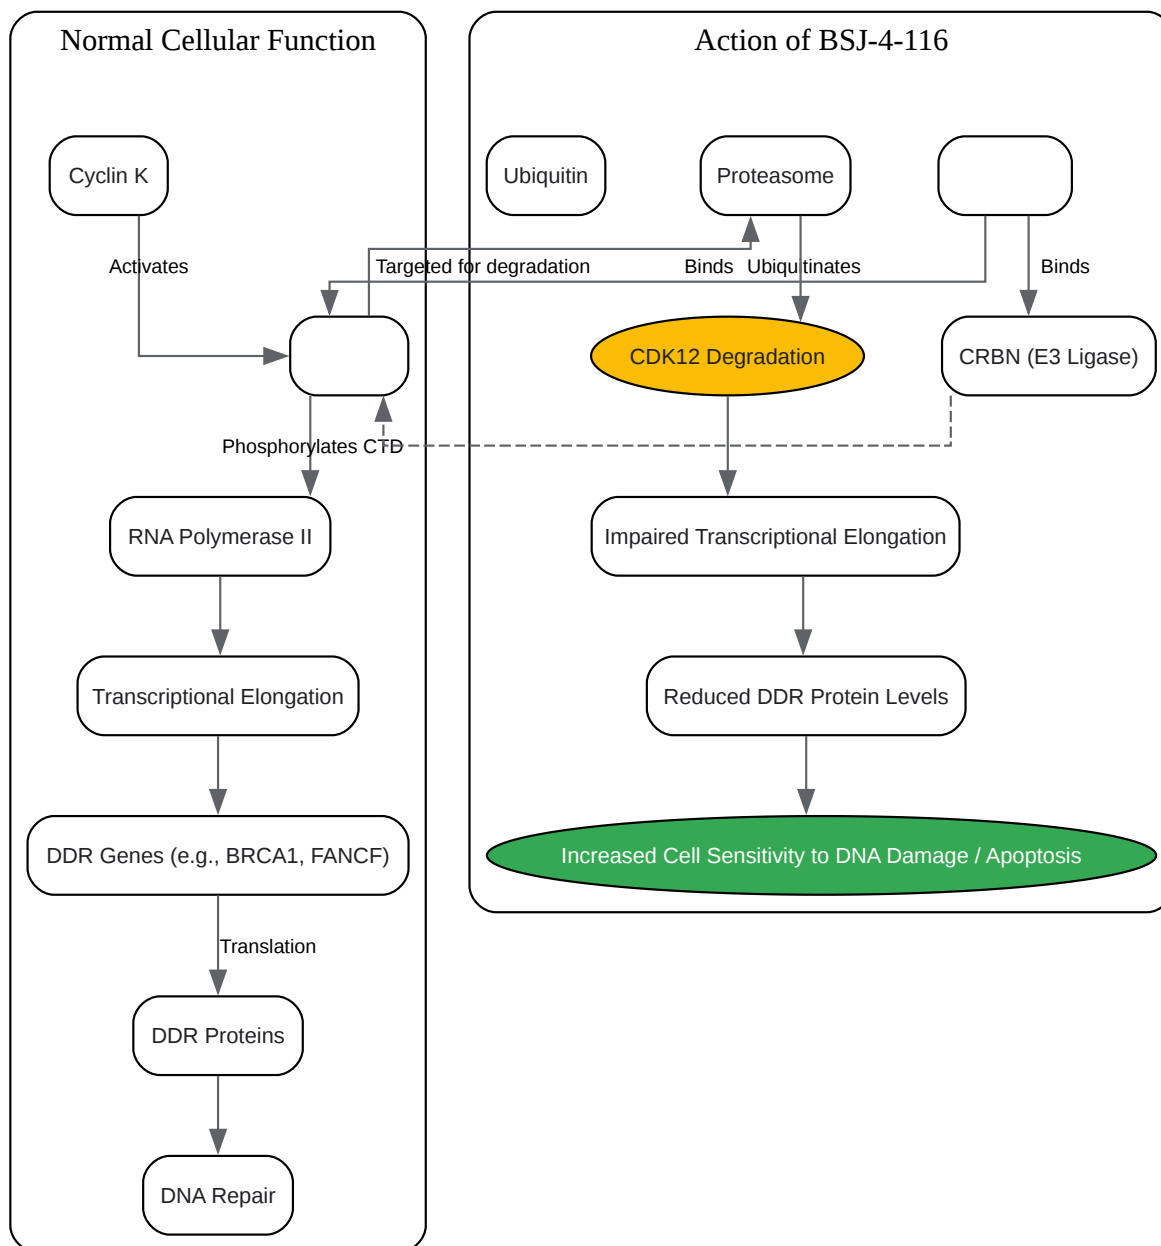 Normal Cellular Function
Action of BSJ-4-116
Cyclin K
Ubiquitin
Proteasome
Activates
Targeted for degradation
Binds
Ubiquitinates
Binds
CDK12 Degradation
CRBN (E3 Ligase)
Phosphorylates CTD
RNA Polymerase II
Impaired Transcriptional Elongation
Transcriptional Elongation
Reduced DDR Protein Levels
DDR Genes (e.g., BRCA1, FANCF)
Increased Cell Sensitivity to DNA Damage / Apoptosis
Translation
DDR Proteins
DNA Repair